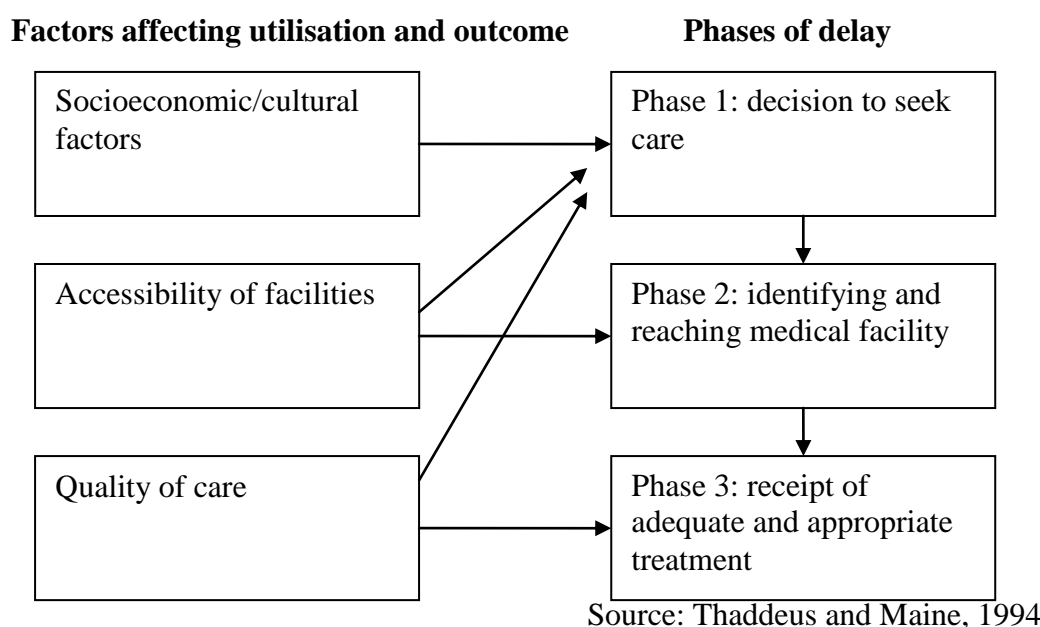 Factors affecting utilisation and outcome
Phases of delay
Socioeconomic/cultural
factors
Phase 1: decision to seek
care
Accessibility of facilities
Phase 2: identifying and
reaching medical facility
Quality of care
Phase 3: receipt of
adequate and appropriate
treatment
Source: Thaddeus and Maine, 1994